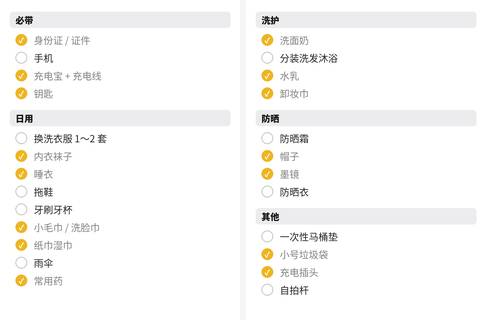 必带
身份证 / 证件
手机
充电宝 + 充电线
钥匙
日用
换洗衣服 1～2 套
内衣袜子
睡衣
拖鞋
牙刷牙杯
小毛巾 / 洗脸巾
纸巾湿巾
雨伞
常用药
洗护
洗面奶
分装洗发沐浴
水乳
卸妆巾
防晒
防晒霜
帽子
墨镜
防晒衣
其他
一次性马桶垫
小号垃圾袋
充电插头
自拍杆